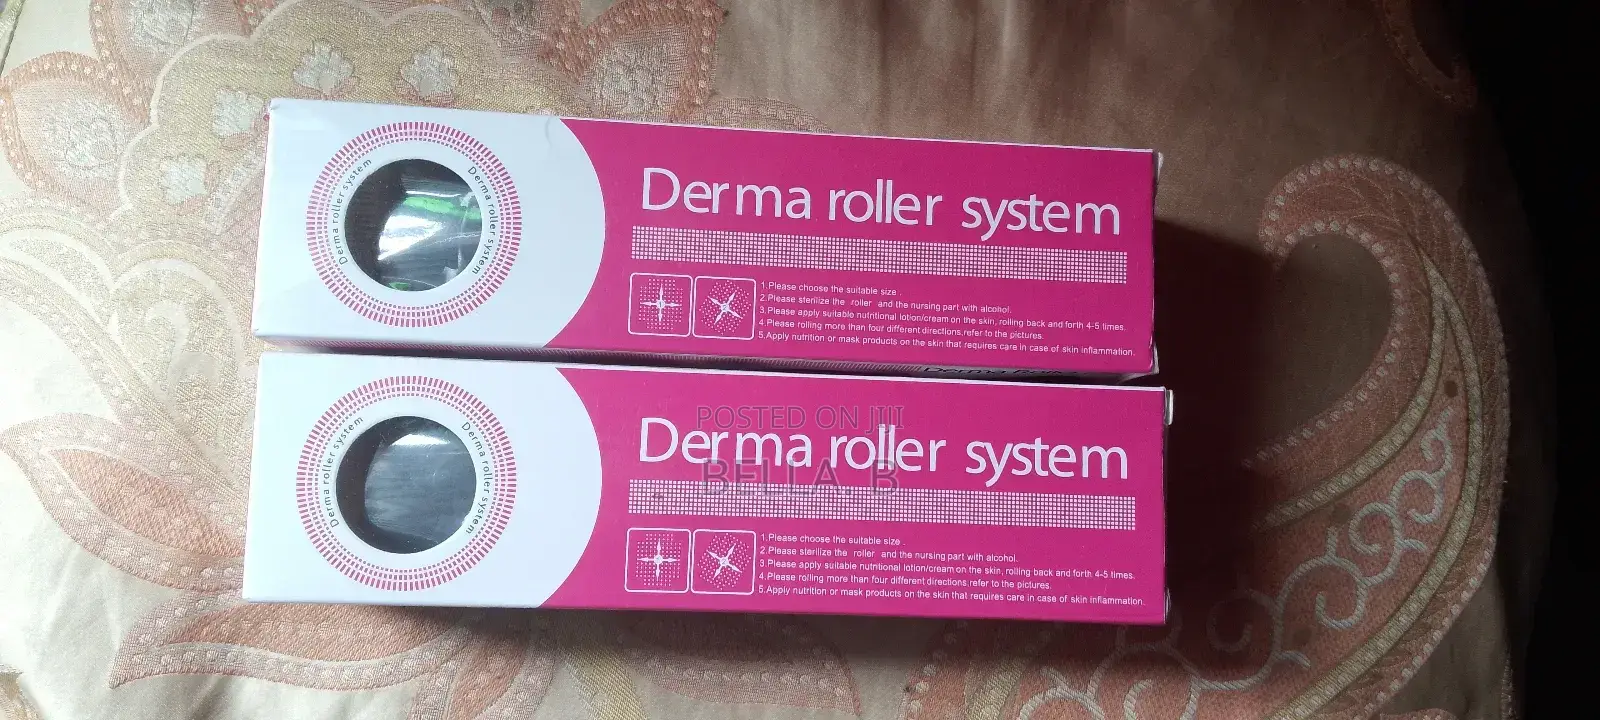 Derma roller system
Derma roller system
Derma roller system
1.Please choose the suitable size .
2.Please sterilize the roller and the nursing part with alcohol.
3.Please apply suitable nutritional lotion/cream on the skin, rolling back and forth 4-5 times.
4.Please rolling more than four different directions,refer to the pictures.
5.Apply nutrition or mask products on the skin that requires care in case of skin inflammation.
POSTED ON JIJI
BELLA. B
Derma roller system
Derma roller system
Derma roller system
1.Please choose the suitable size .
2.Please sterilize the roller and the nursing part with alcohol.
3.Please apply suitable nutritional lotion/cream on the skin, rolling back and forth 4-5 times.
4.Please rolling more than four different directions,refer to the pictures.
5.Apply nutrition or mask products on the skin that requires care in case of skin inflammation.